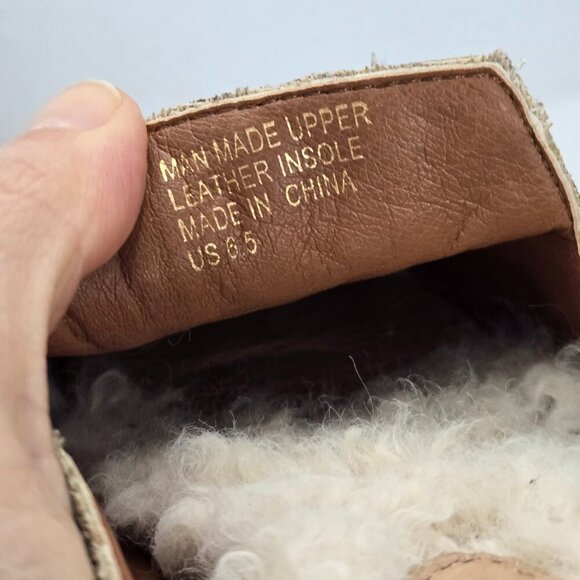 MAN MADE UPPER
LEATHER INSOLE
MADE IN CHINA
US 6.5